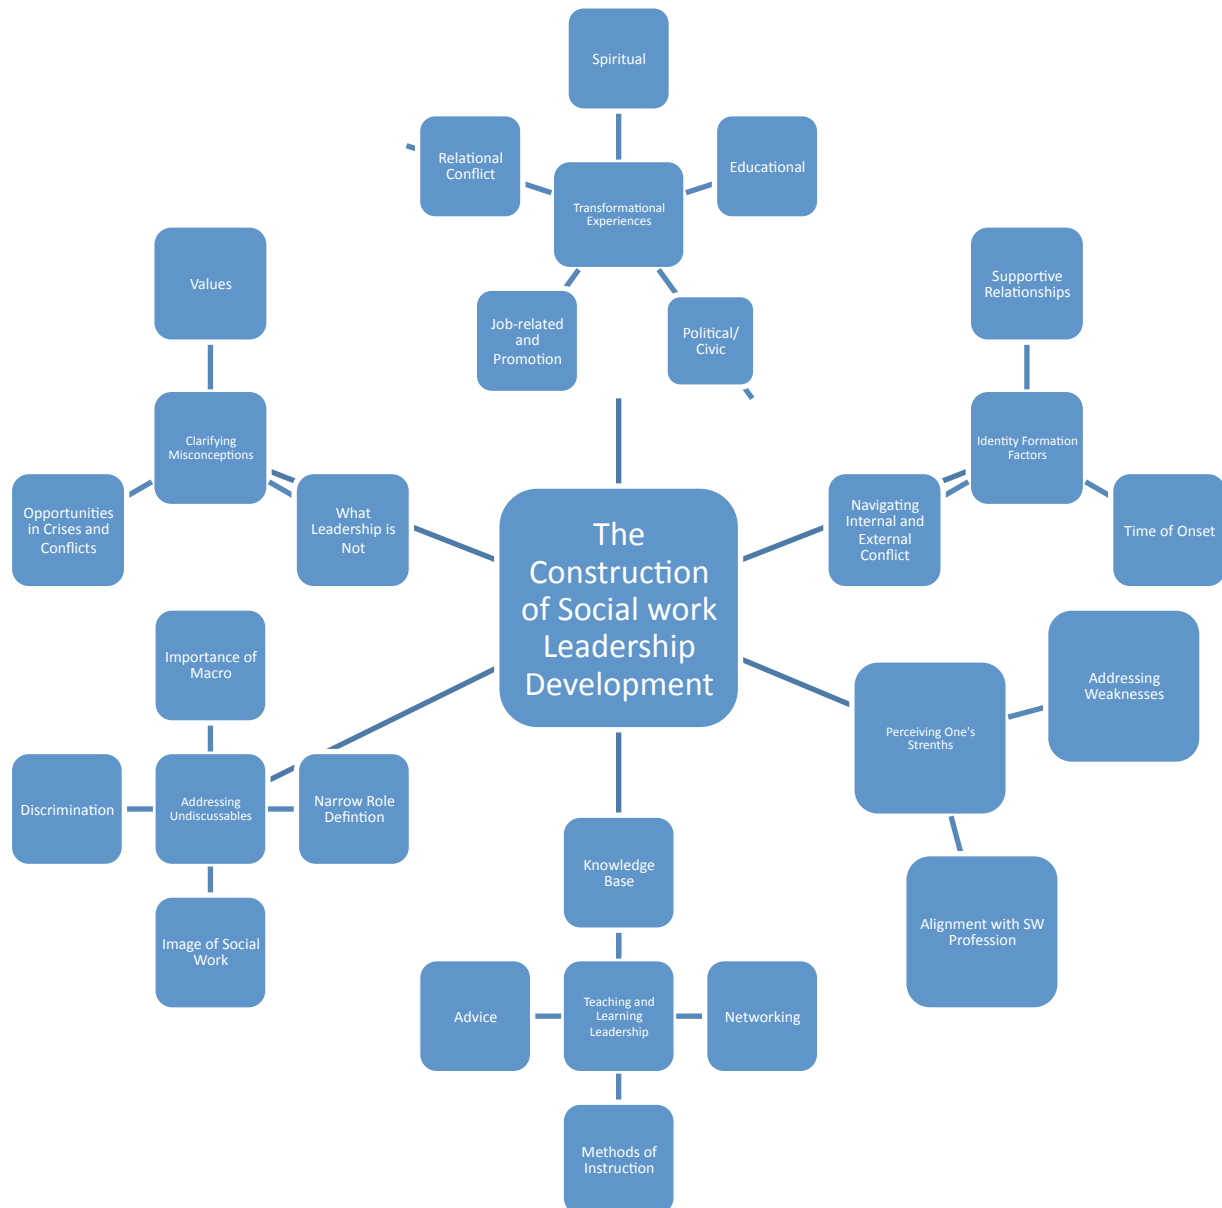 Spiritual
Relational
Conflict
Educational
Transformational
Experiences
Job-related
and
Promotion
Political/
Civic
Values
Clarifying
Misconceptions
Opportunities
in Crises and
Conflicts
What
Leadership is
Not
Supportive
Relationships
Identity Formation
Factors
Navigating
Internal and
External
Conflict
Time of Onset
The
Construction
of Social work
Leadership
Development
Importance of
Macro
Discrimination
Addressing
Undiscussables
Narrow Role
Defintion
Image of Social
Work
Addressing
Weaknesses
Perceiving One's
Strenths
Alignment with SW
Profession
Knowledge
Base
Advice
Teaching and
Learning
Leadership
Networking
Methods of
Instruction